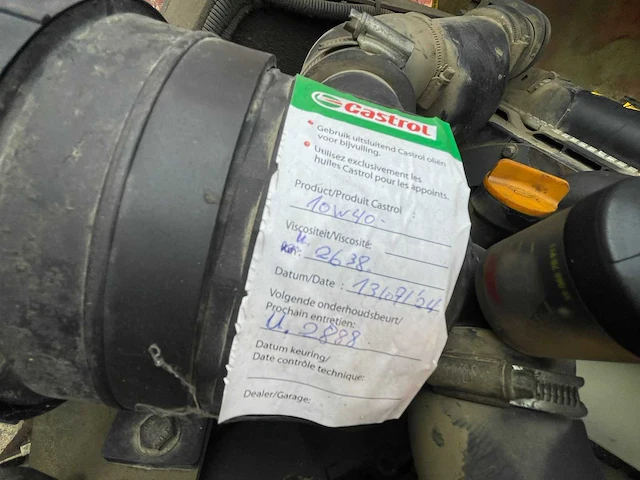 Castrol
Gebruik uitsluitend Castrol oliën
voor bijvulling.
Utilisez exclusivement les
huiles Castrol pour les appoints.
Product/Produit Castrol :
10W40.
Viscositeit/Viscosité:
u
km: 2638.
Datum/Date : 13/07/24
Volgende onderhoudsbeurt/
Prochain entretien:
u. 2888
Datum keuring/
Date contrôle technique:
Dealer/Garage: